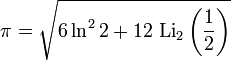 π = √(6 ln² 2 + 12 Li₂ (1/2))